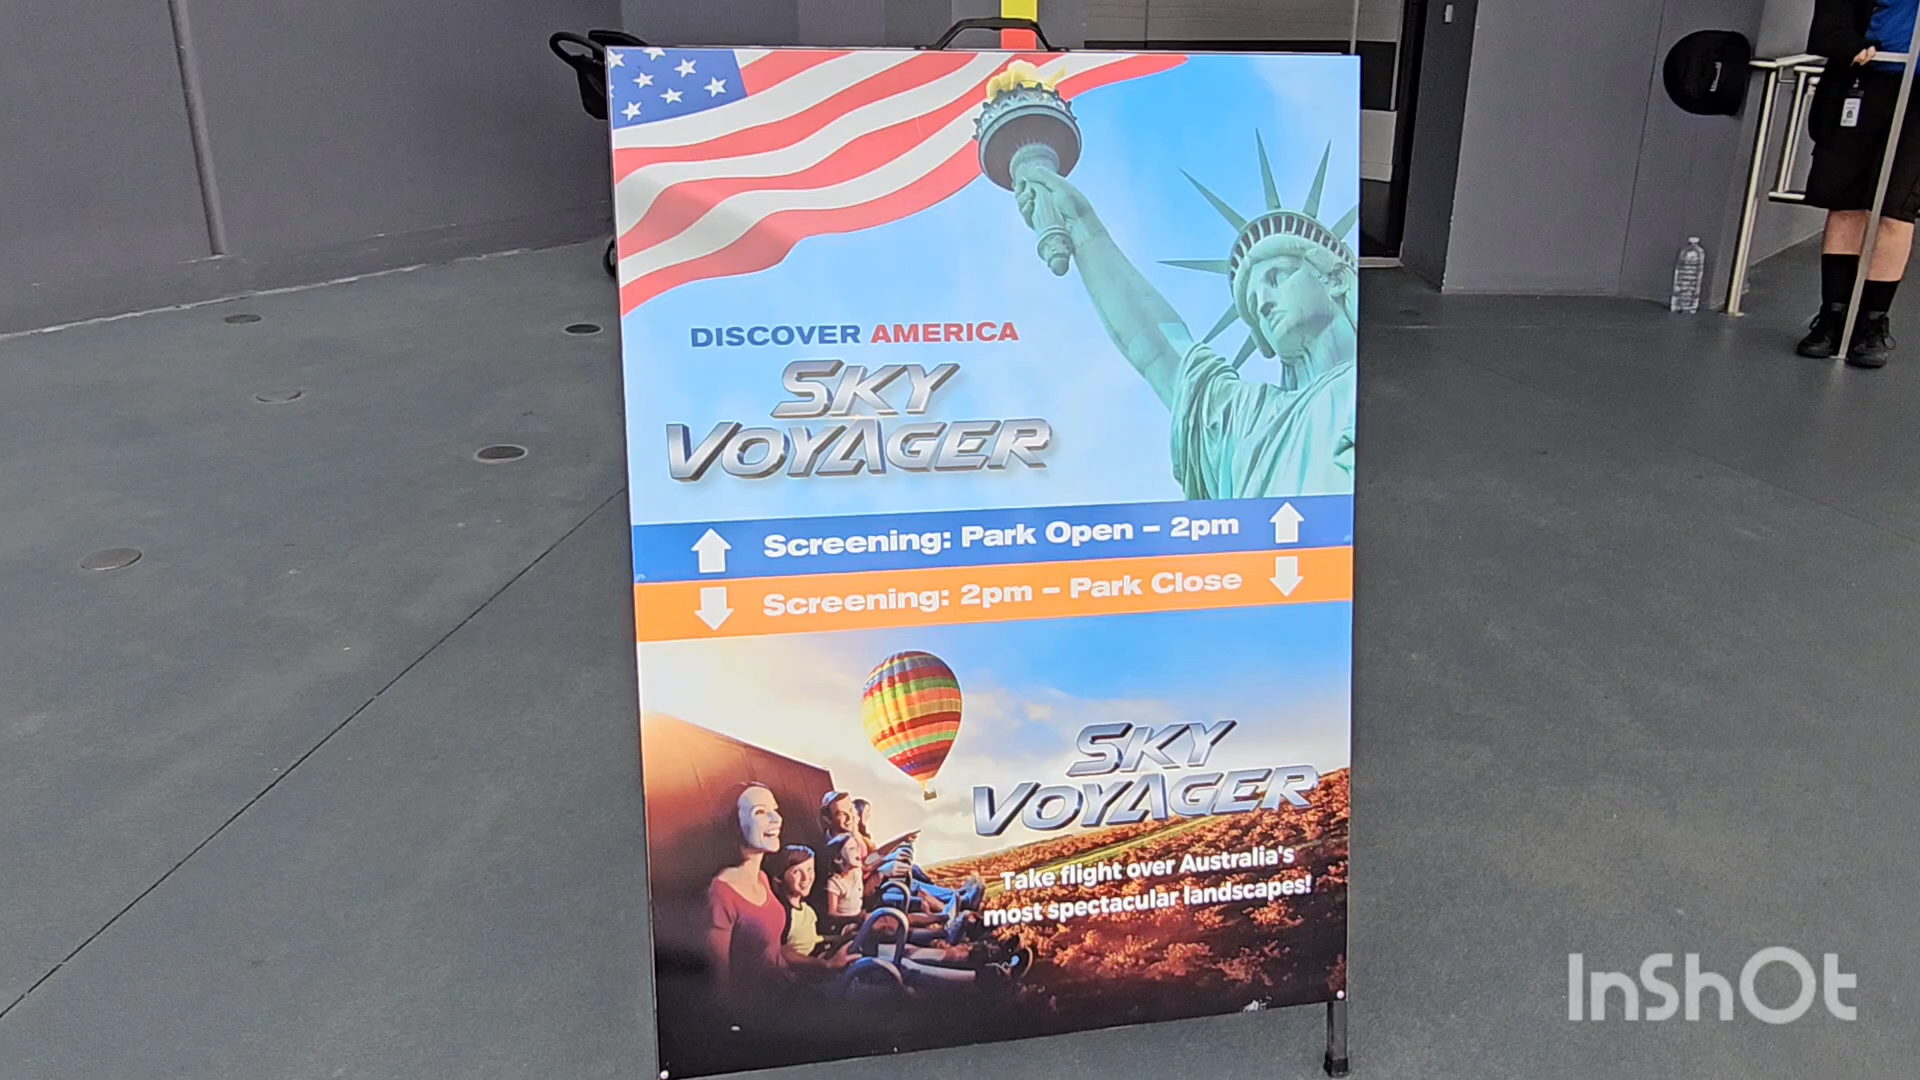 DISCOVER AMERICA
SKY
VOYAGER
Screening: Park Open – 2pm
Screening: 2pm – Park Close
SKY
VOYAGER
Take flight over Australia's
most spectacular landscapes!
InShOt